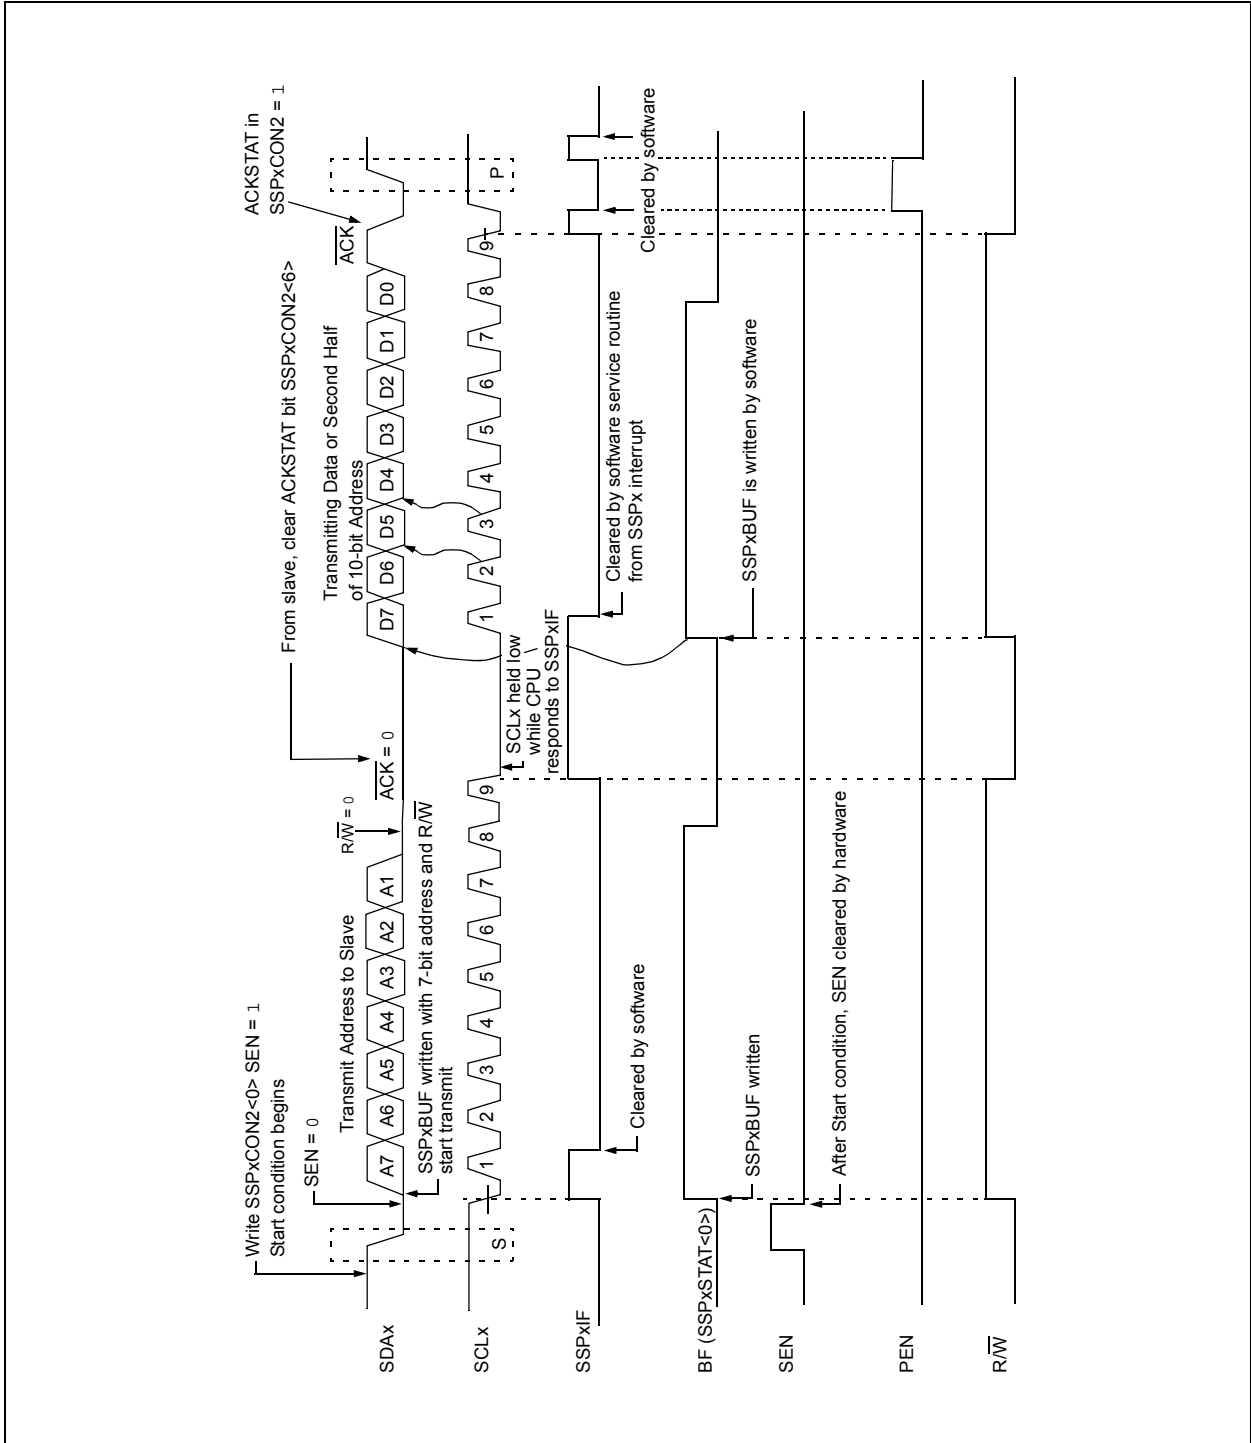 Write SSPxCON2<0> SEN = 1
Start condition begins
SEN = 0
From slave, clear ACKSTAT bit SSPxCON2<6>
ACKSTAT in
SSPxCON2 = 1
Transmit Address to Slave
R/W = 0
ACK = 0
Transmitting Data or Second Half
of 10-bit Address
ACK
SDAx
A7 A6 A5 A4 A3 A2 A1
D7 D6 D5 D4 D3 D2 D1 D0
SSPxBUF written with 7-bit address and R/W
start transmit
SCLx
S
1 2 3 4 5 6 7 8 9
1 2 3 4 5 6 7 8 9
P
SCLx held low
while CPU
responds to SSPxIF
SSPxIF
Cleared by software
Cleared by software service routine
from SSPx interrupt
Cleared by software
BF (SSPxSTAT<0>)
SSPxBUF written
SSPxBUF is written by software
SEN
After Start condition, SEN cleared by hardware
PEN
R/W